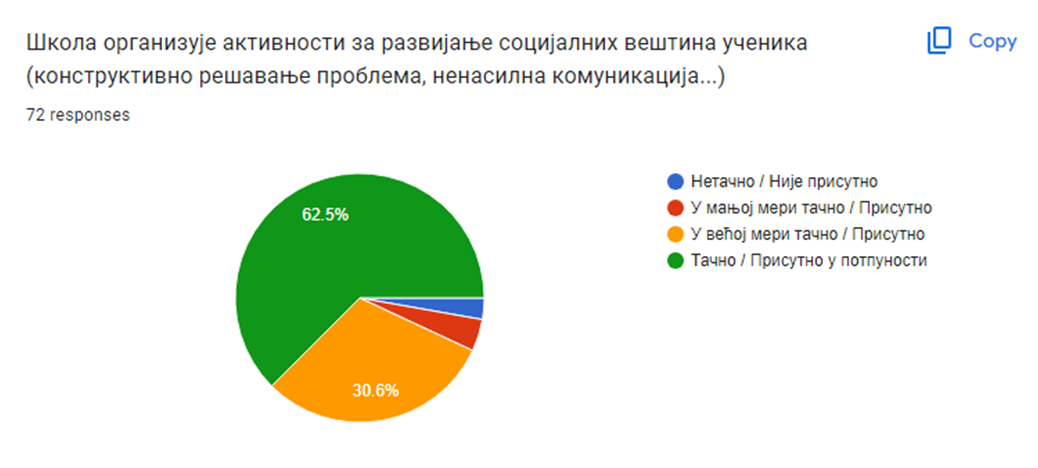 Школа организује активности за развијање социјалних вештина ученика
(конструктивно решавање проблема, ненасилна комуникација...)
Copy
72 responses
62.5%
30.6%
Нетачно / Није присутно
У мањој мери тачно / Присутно
У већој мери тачно / Присутно
Тачно / Присутно у потпуности